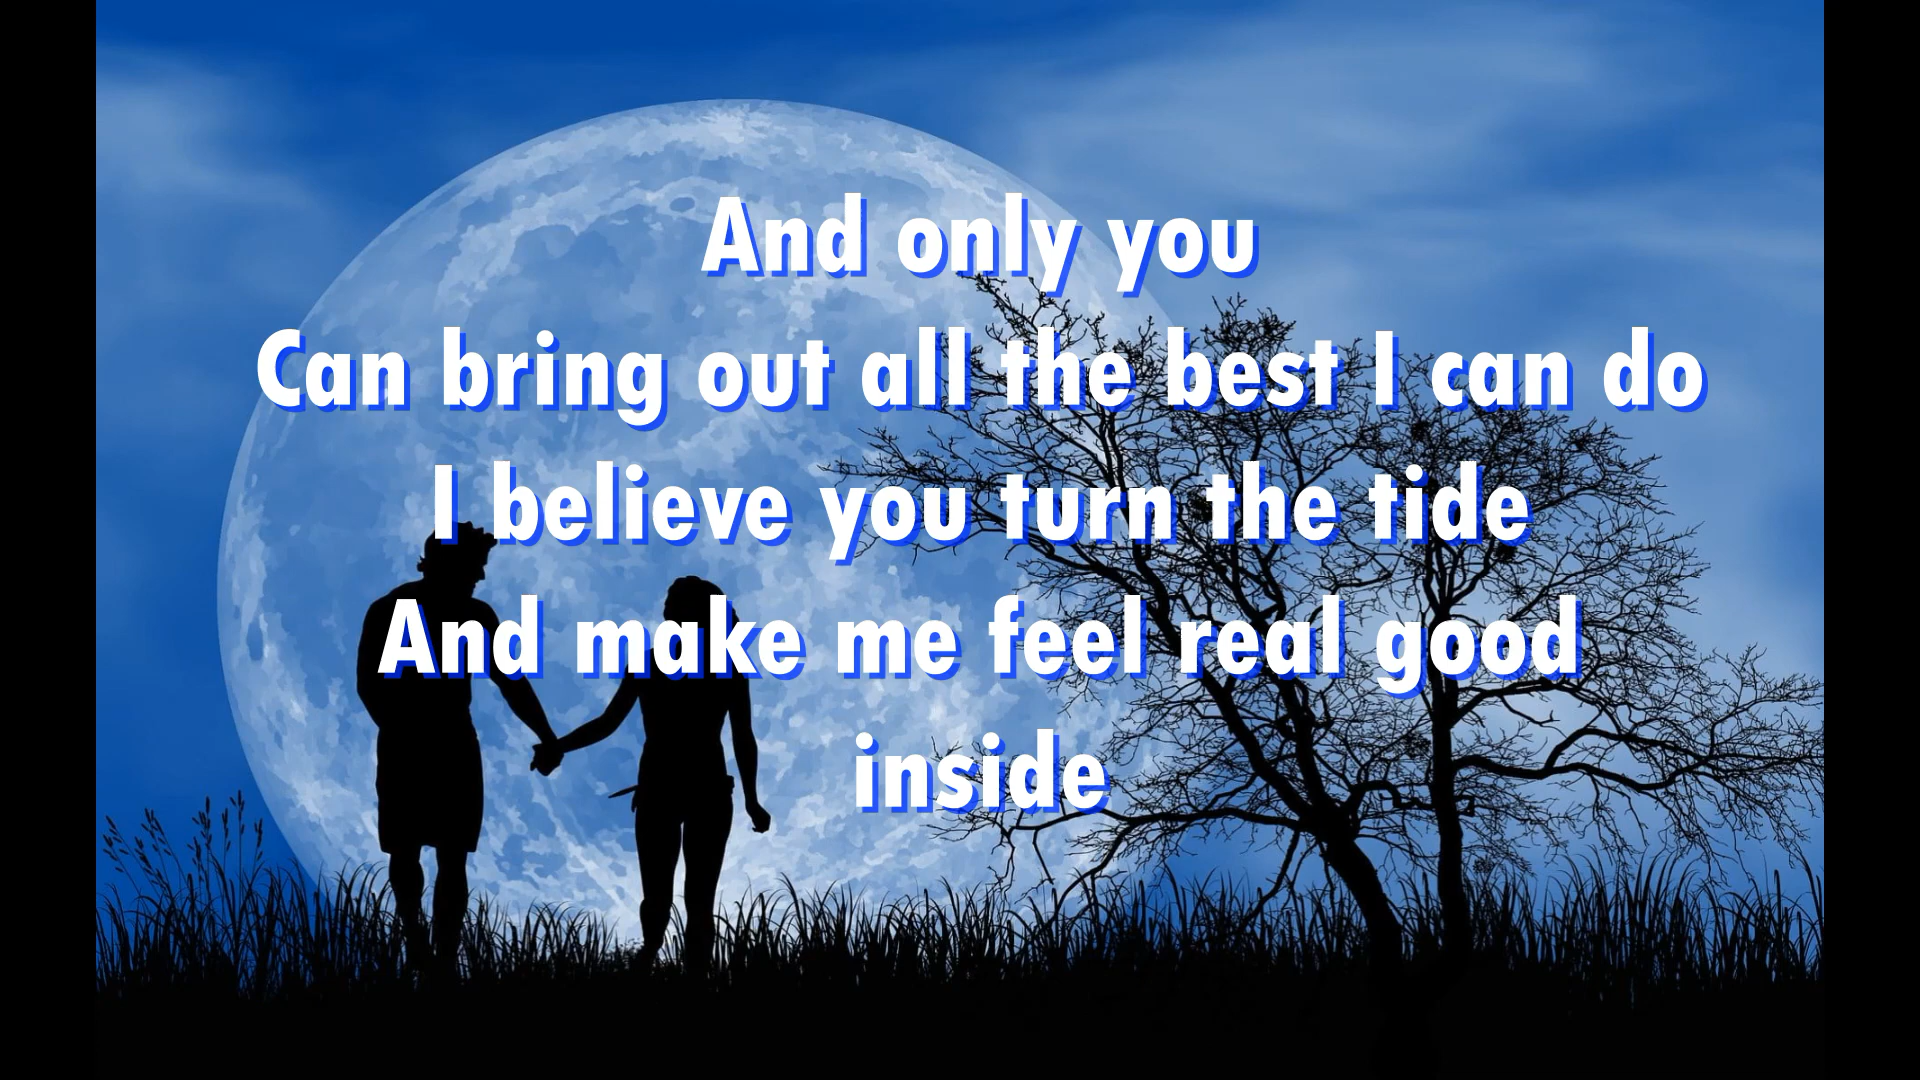 And only you
Can bring out all the best I can do
I believe you turn the tide
And make me feel real good
inside